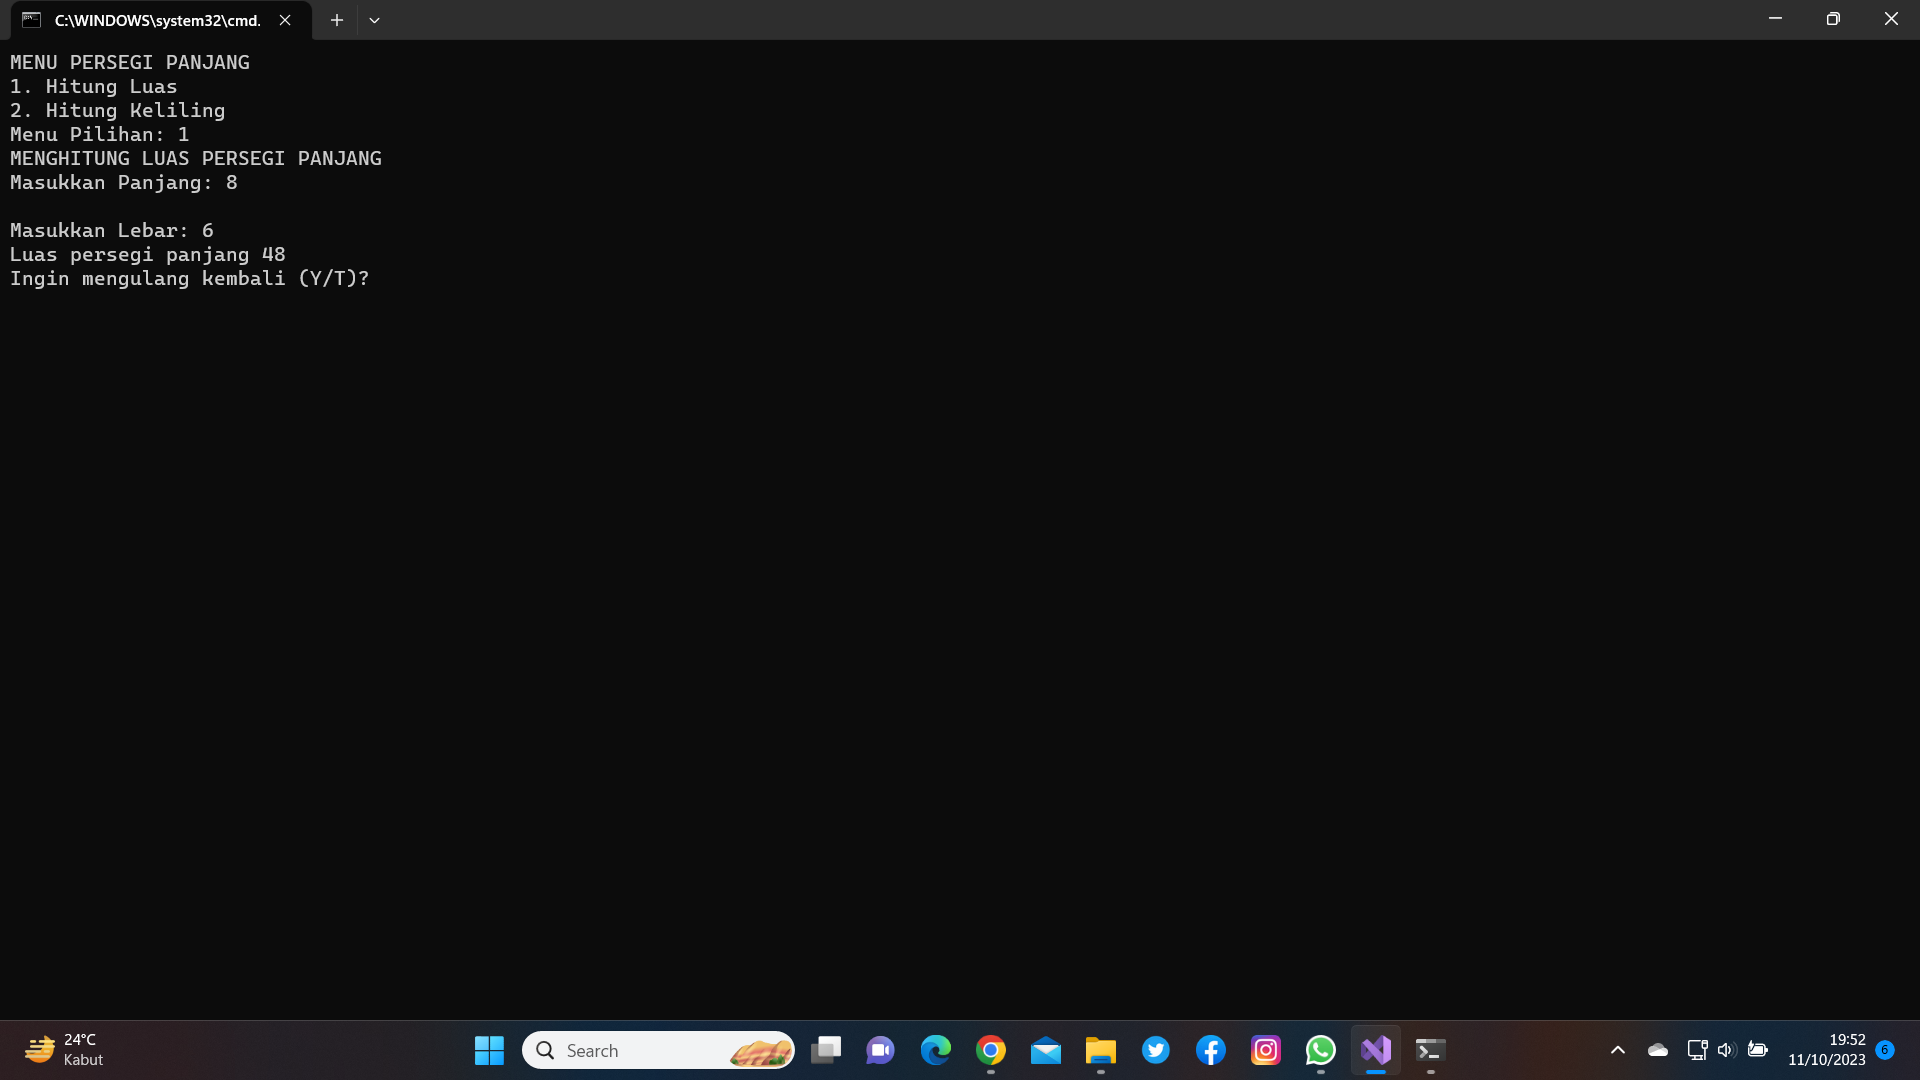 C:\WINDOWS\system32\cmd.
MENU PERSEGI PANJANG
1. Hitung Luas
2. Hitung Keliling
Menu Pilihan: 1
MENGHITUNG LUAS PERSEGI PANJANG
Masukkan Panjang: 8
Masukkan Lebar: 6
Luas persegi panjang 48
Ingin mengulang kembali (Y/T)?
24°C
Kabut
Search
19:52
11/10/2023
6